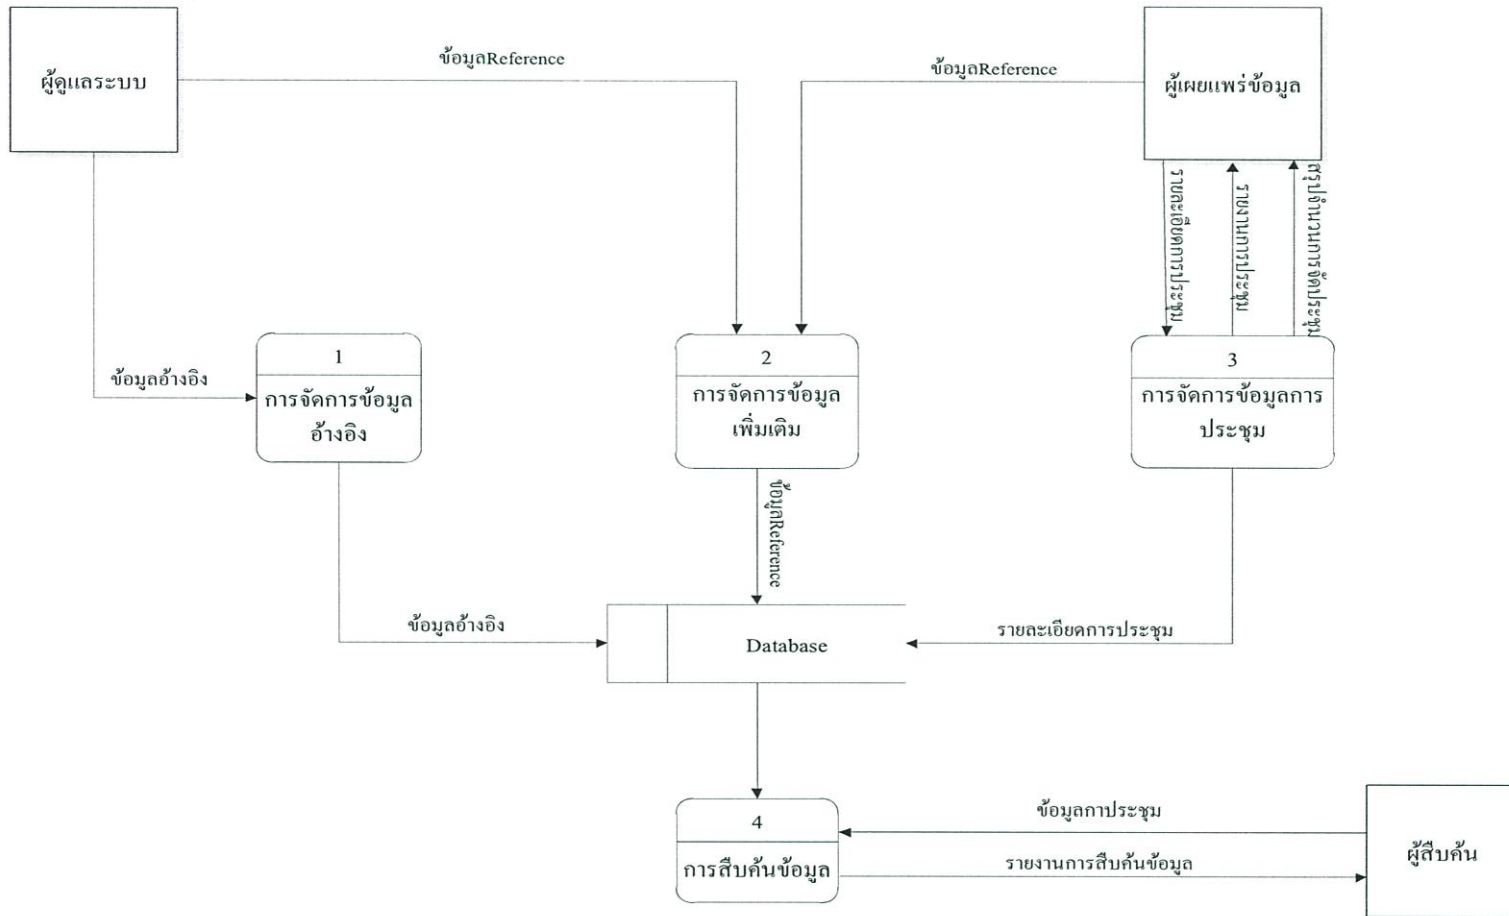 ผู้ดูแลระบบ
ข้อมูลReference
ข้อมูลReference
ผู้เผยแพร่ข้อมูล
รายละเอียดการประชุม
รายงานการประชุม
สรุปจำนวนการจัดประชุม
ข้อมูลอ้างอิง
1
การจัดการข้อมูล
อ้างอิง
2
การจัดการข้อมูล
เพิ่มเติม
3
การจัดการข้อมูลการ
ประชุม
ข้อมูลReference
ข้อมูลอ้างอิง
Database
รายละเอียดการประชุม
4
การสืบค้นข้อมูล
ข้อมูลกาประชุม
รายงานการสืบค้นข้อมูล
ผู้สืบค้น